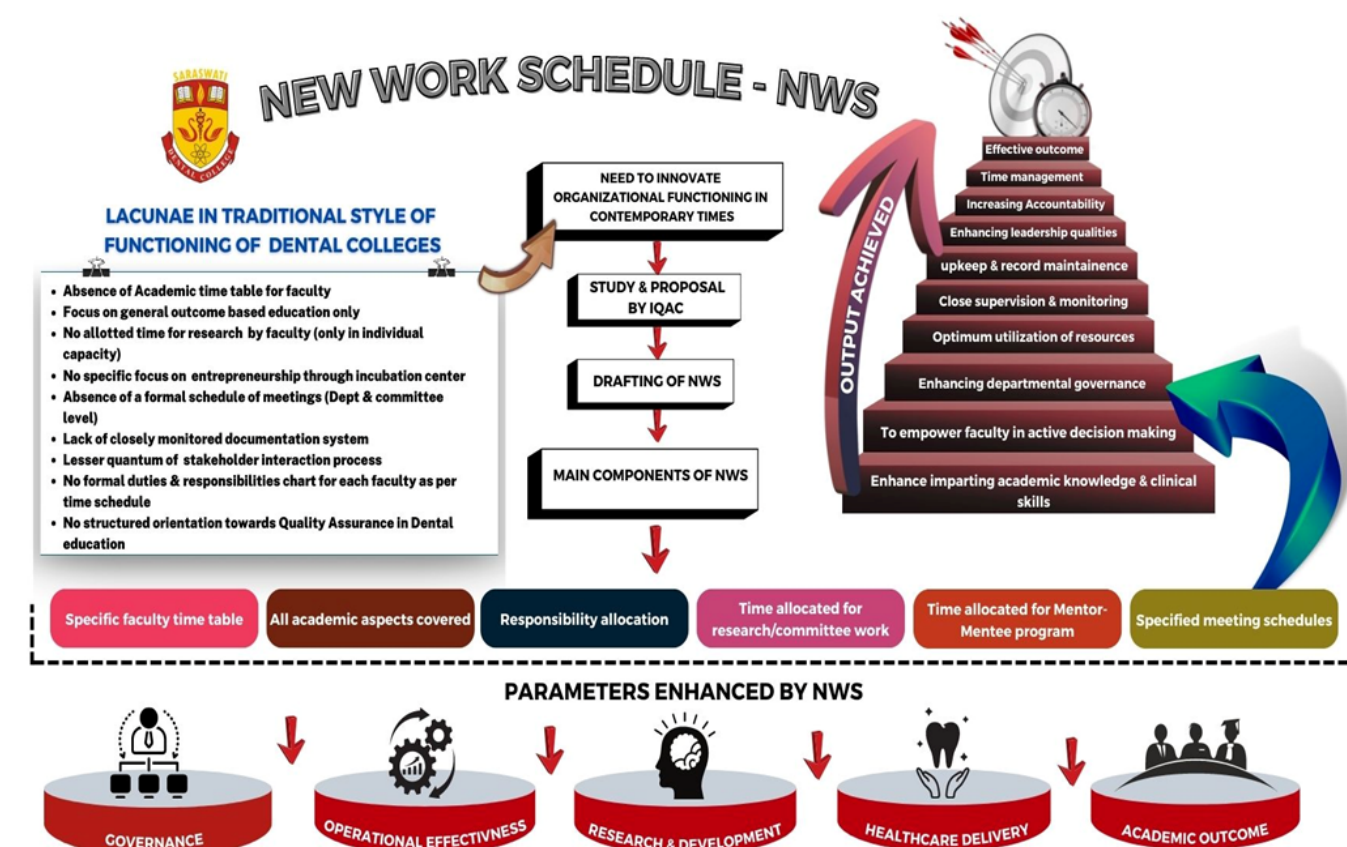 SARASWATI
DENTAL COLLEGE
NEW WORK SCHEDULE - NWS
LACUNAE IN TRADITIONAL STYLE OF
FUNCTIONING OF DENTAL COLLEGES
• Absence of Academic time table for faculty
• Focus on general outcome based education only
• No allotted time for research by faculty (only in individual
capacity)
• No specific focus on entrepreneurship through incubation center
• Absence of a formal schedule of meetings (Dept & committee
level)
• Lack of closely monitored documentation system
• Lesser quantum of stakeholder interaction process
• No formal duties & responsibilities chart for each faculty as per
time schedule
• No structured orientation towards Quality Assurance in Dental
education
NEED TO INNOVATE
ORGANIZATIONAL FUNCTIONING IN
CONTEMPORARY TIMES
STUDY & PROPOSAL
BY IQAC
DRAFTING OF NWS
MAIN COMPONENTS OF NWS
OUTPUT ACHIEVED
Effective outcome
Time management
Increasing Accountability
Enhancing leadership qualities
upkeep & record maintainence
Close supervision & monitoring
Optimum utilization of resources
Enhancing departmental governance
To empower faculty in active decision making
Enhance imparting academic knowledge & clinical
skills
Specific faculty time table
All academic aspects covered
Responsibility allocation
Time allocated for
research/committee work
Time allocated for Mentor-
Mentee program
Specified meeting schedules
PARAMETERS ENHANCED BY NWS
GOVERNANCE
OPERATIONAL EFFECTIVNESS
RESEARCH & DEVELOPMENT
HEALTHCARE DELIVERY
ACADEMIC OUTCOME